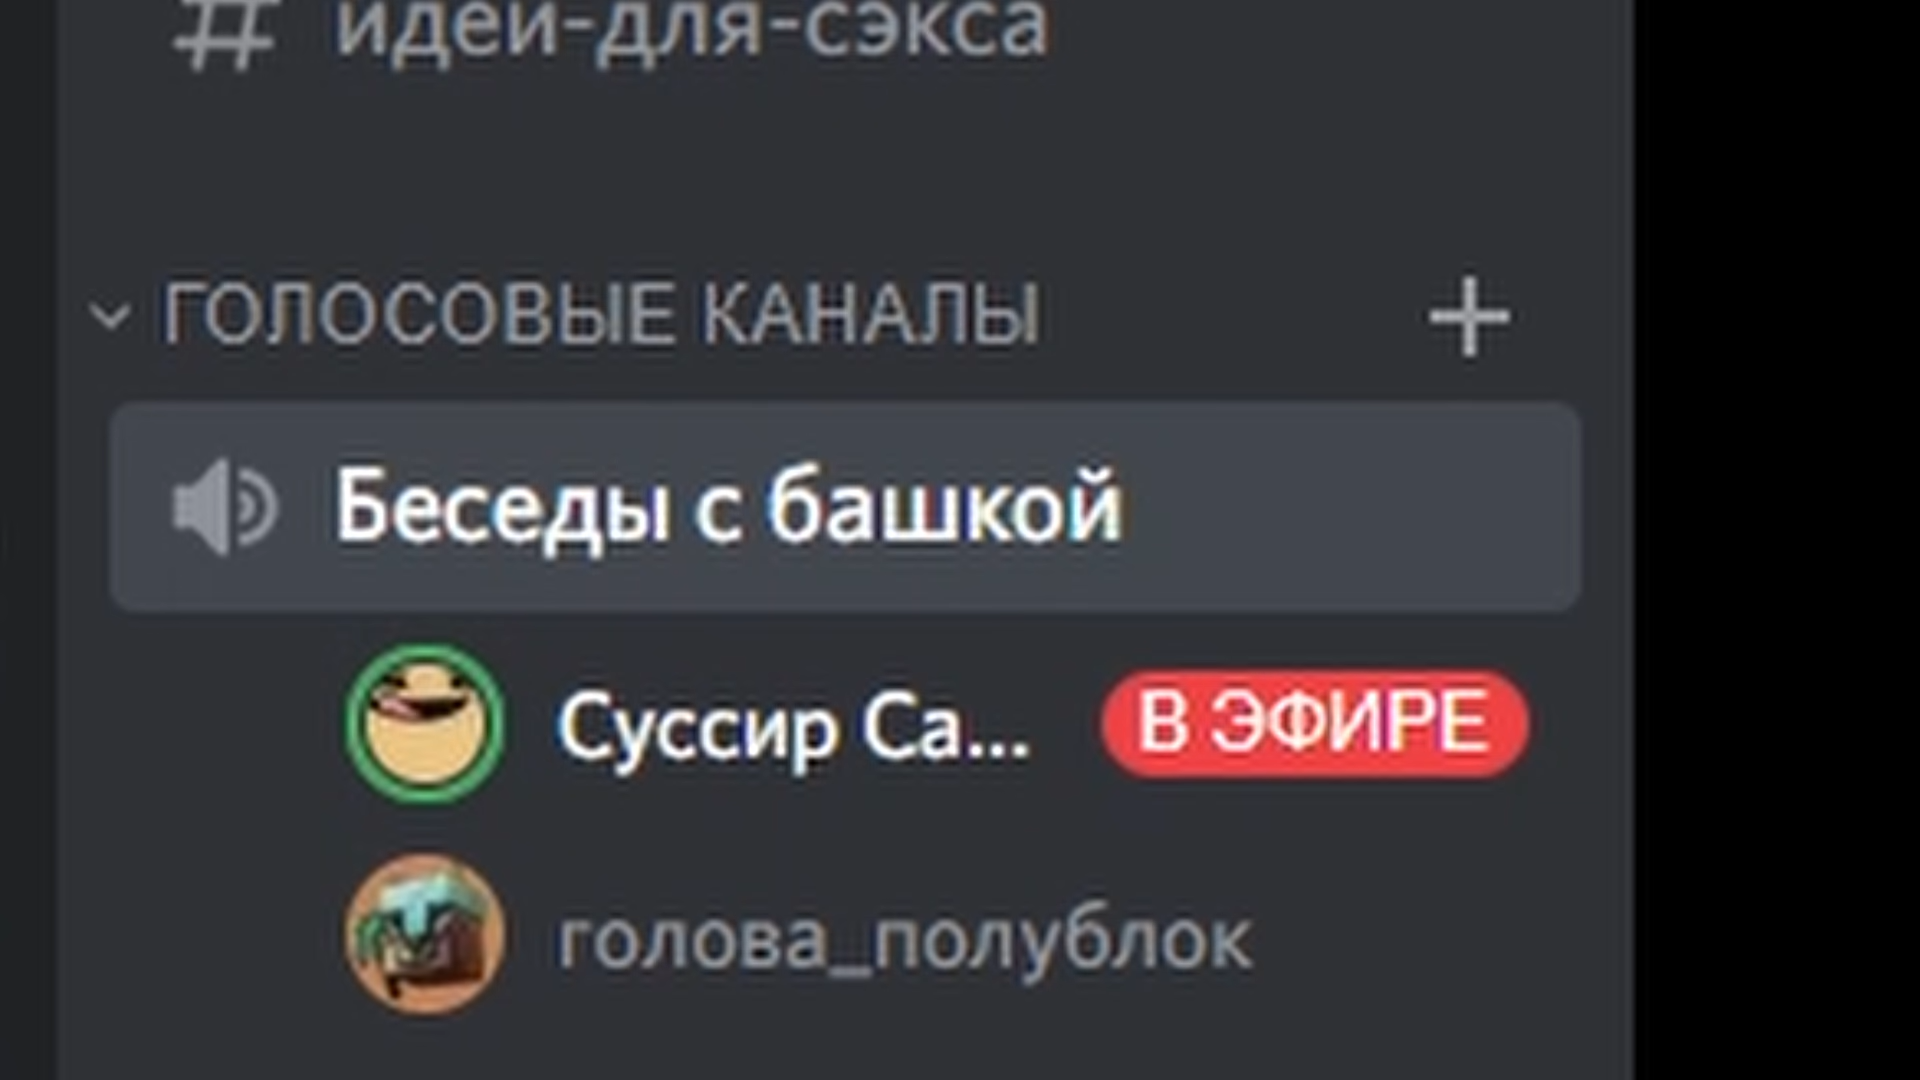 # идеи-для-сэкса
ГОЛОСОВЫЕ КАНАЛЫ
Беседы с башкой
Суссир Са... В ЭФИРЕ
голова_полублок